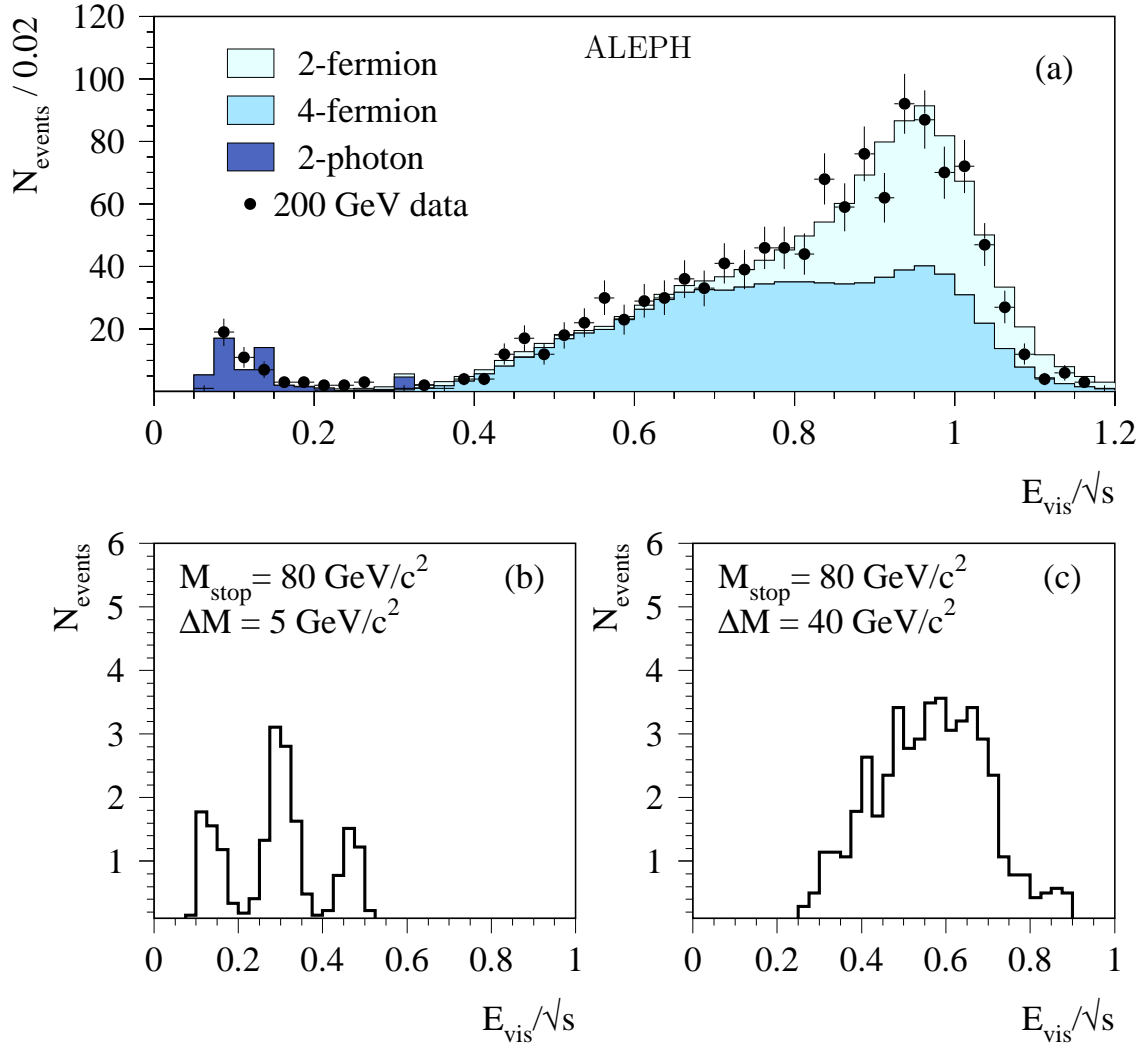 N_events / 0.02
120
100
80
60
40
20
ALEPH
(a)
2-fermion
4-fermion
2-photon
200 GeV data
0 0.2 0.4 0.6 0.8 1 1.2
E_vis/√s
N_events
6
5
4
3
2
1
M_stop = 80 GeV/c²
(b)
ΔM = 5 GeV/c²
0 0.2 0.4 0.6 0.8 1
E_vis/√s
N_events
6
5
4
3
2
1
M_stop = 80 GeV/c²
(c)
ΔM = 40 GeV/c²
0 0.2 0.4 0.6 0.8 1
E_vis/√s